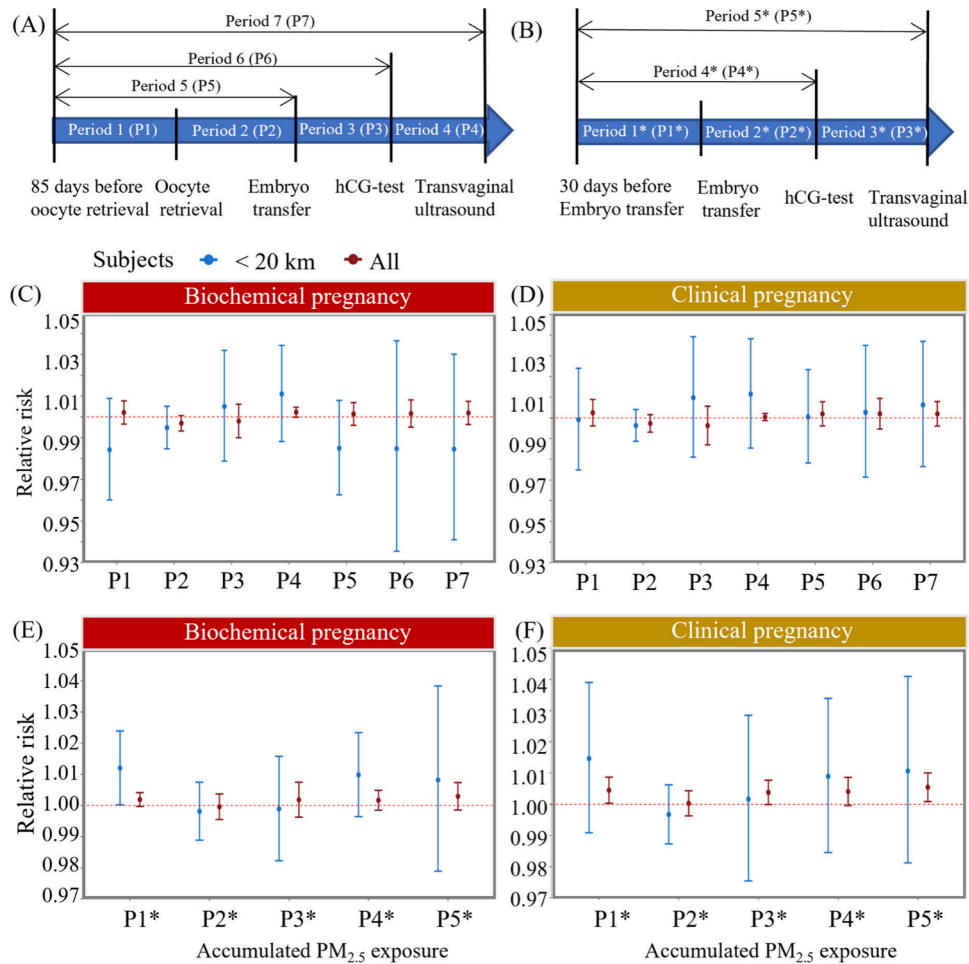 (A)
Period 7 (P7)
Period 6 (P6)
Period 5 (P5)
Period 1 (P1) Period 2 (P2) Period 3 (P3) Period 4 (P4)
85 days before oocyte retrieval
Oocyte retrieval
Embryo transfer
hCG-test
Transvaginal ultrasound
(B)
Period 5* (P5*)
Period 4* (P4*)
Period 1* (P1*) Period 2* (P2*) Period 3* (P3*)
30 days before Embryo transfer
Embryo transfer
hCG-test
Transvaginal ultrasound
Subjects < 20 km All
(C)
Biochemical pregnancy
Relative risk
1.05
1.03
1.01
0.99
0.97
0.95
0.93
P1 P2 P3 P4 P5 P6 P7
(D)
Clinical pregnancy
1.05
1.03
1.01
0.99
0.97
0.95
0.93
P1 P2 P3 P4 P5 P6 P7
(E)
Biochemical pregnancy
Relative risk
1.05
1.04
1.03
1.02
1.01
1.00
0.99
0.98
0.97
P1* P2* P3* P4* P5*
Accumulated PM2.5 exposure
(F)
Clinical pregnancy
1.05
1.04
1.03
1.02
1.01
1.00
0.99
0.98
0.97
P1* P2* P3* P4* P5*
Accumulated PM2.5 exposure